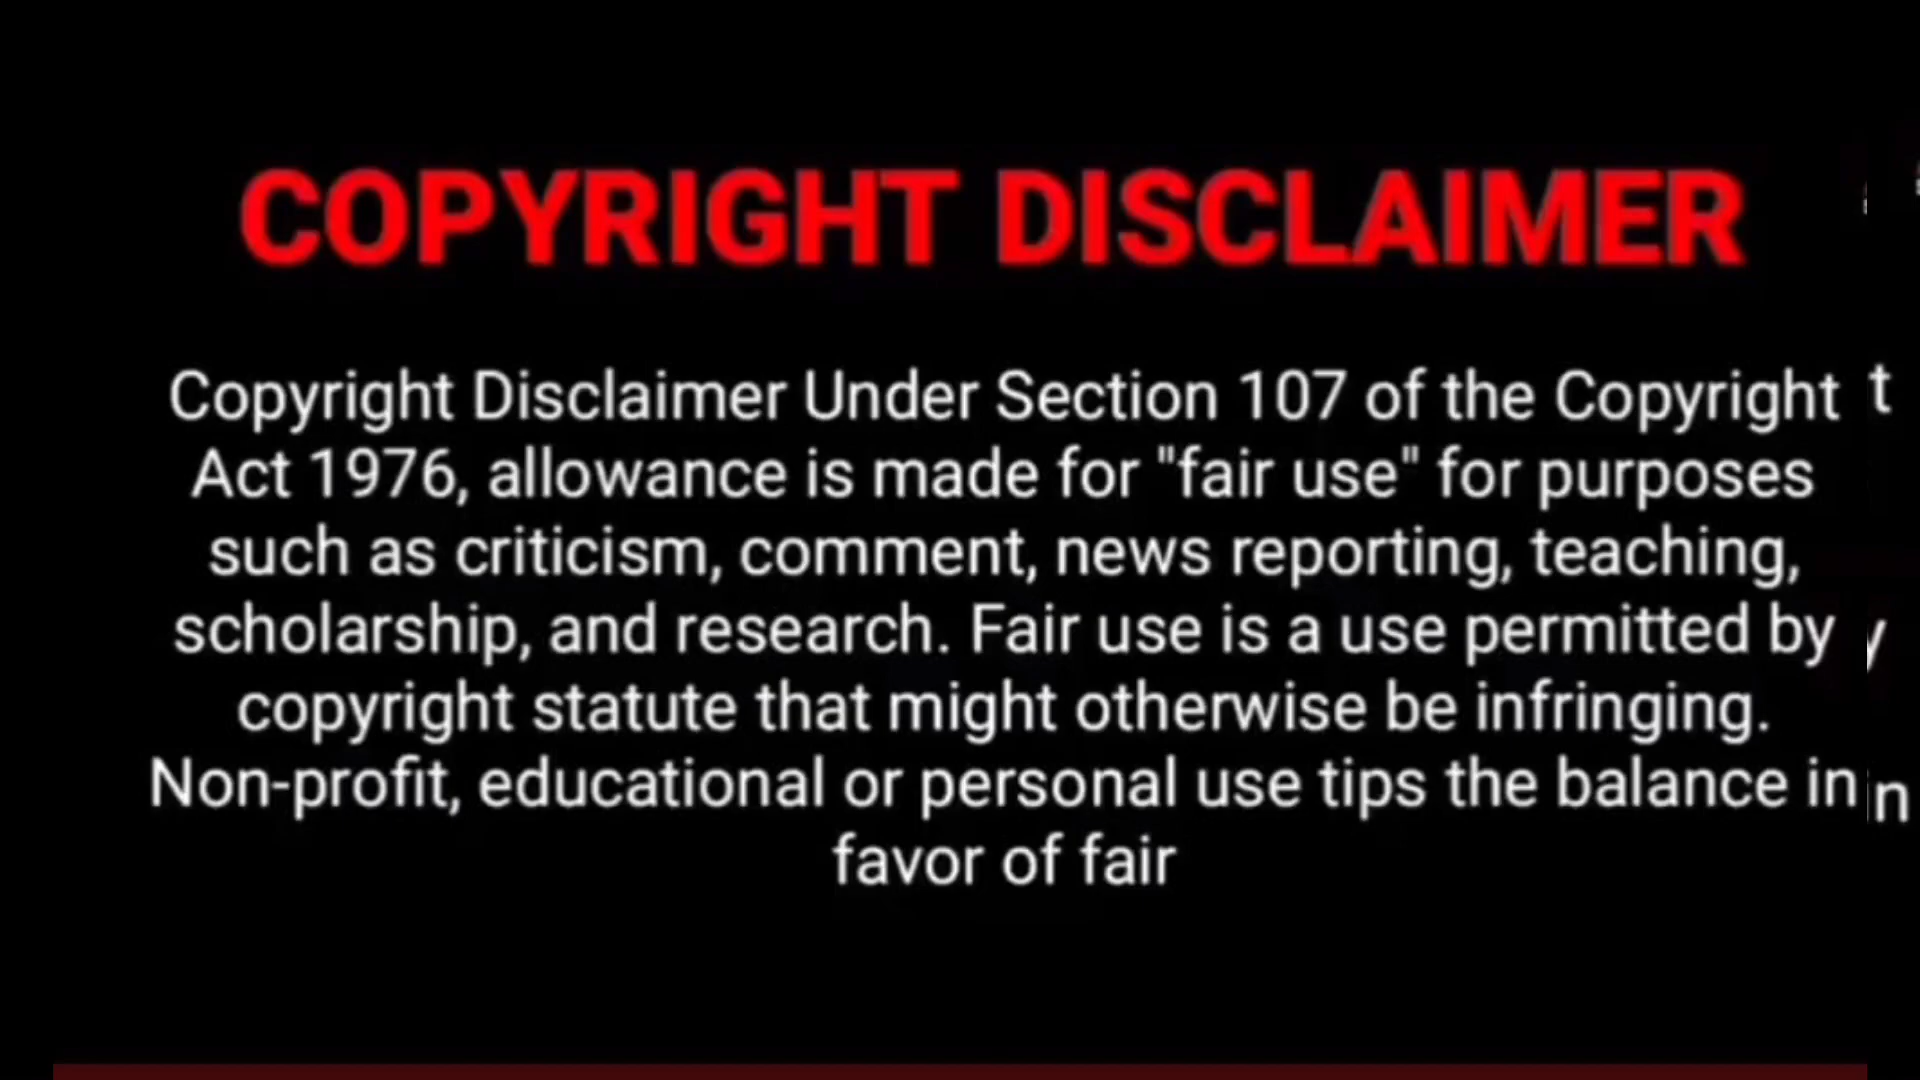 COPYRIGHT DISCLAIMER
Copyright Disclaimer Under Section 107 of the Copyright
Act 1976, allowance is made for "fair use" for purposes
such as criticism, comment, news reporting, teaching,
scholarship, and research. Fair use is a use permitted by
copyright statute that might otherwise be infringing.
Non-profit, educational or personal use tips the balance in
favor of fair